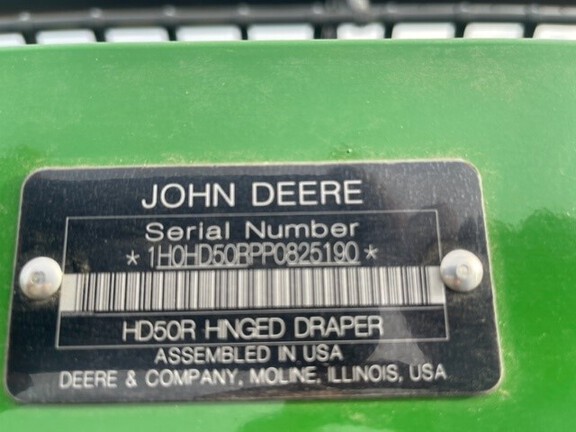 JOHN DEERE
Serial Number
*1H0HD50RPP0825190*
HD50R HINGED DRAPER
ASSEMBLED IN USA
DEERE & COMPANY, MOLINE, ILLINOIS, USA